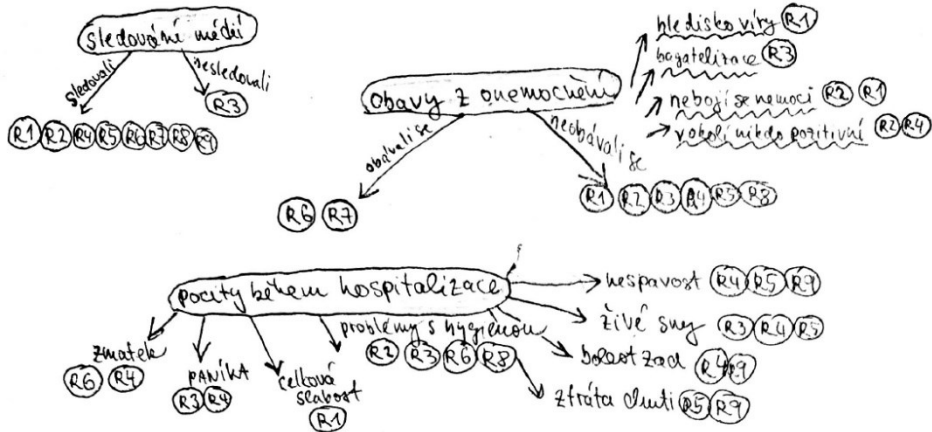 sledování médií
sledovali
nesledovali
R3
R1 R2 R4 R5 R6 R7 R8 R9
obavy z onemocnění
hledisko víry R1
bagatelizace R3
nebojí se nemoci R2 R1
v okolí nikdo pozitivní R2 R4
obávali se
neobávali se
R6 R7
R1 R2 R3 R4 R5 R8
pocity během hospitalizace
nespavost R4 R5 R9
živé sny R3 R4 R5
bolest zad R4 R9
ztráta chuti R5 R9
problémy s hygienou
R2 R3 R6 R8
zmatek
R6 R4
PANIKA
R3 R4
celková
slabost
R1